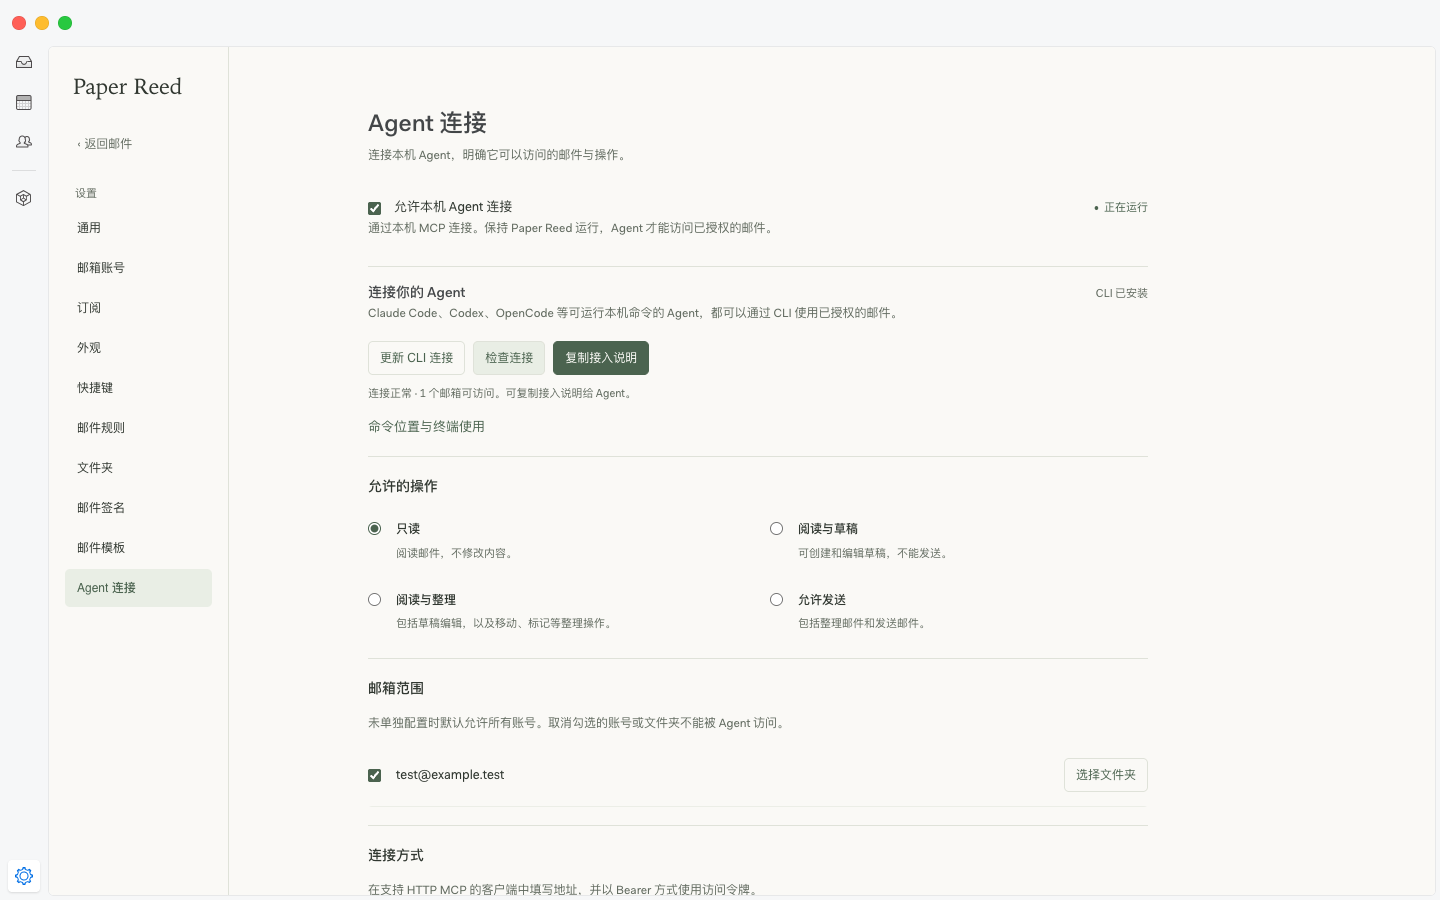 Paper Reed
‹ 返回邮件
设置
通用
邮箱账号
订阅
外观
快捷键
邮件规则
文件夹
邮件签名
邮件模板
Agent 连接
Agent 连接
连接本机 Agent，明确它可以访问的邮件与操作。
允许本机 Agent 连接
• 正在运行
通过本机 MCP 连接。保持 Paper Reed 运行，Agent 才能访问已授权的邮件。
连接你的 Agent
CLI 已安装
Claude Code、Codex、OpenCode 等可运行本机命令的 Agent，都可以通过 CLI 使用已授权的邮件。
更新 CLI 连接
检查连接
复制接入说明
连接正常 · 1 个邮箱可访问。可复制接入说明给 Agent。
命令位置与终端使用
允许的操作
只读
阅读邮件，不修改内容。
阅读与草稿
可创建和编辑草稿，不能发送。
阅读与整理
包括草稿编辑，以及移动、标记等整理操作。
允许发送
包括整理邮件和发送邮件。
邮箱范围
未单独配置时默认允许所有账号。取消勾选的账号或文件夹不能被 Agent 访问。
test@example.test
选择文件夹
连接方式
在支持 HTTP MCP 的客户端中填写地址，并以 Bearer 方式使用访问令牌。